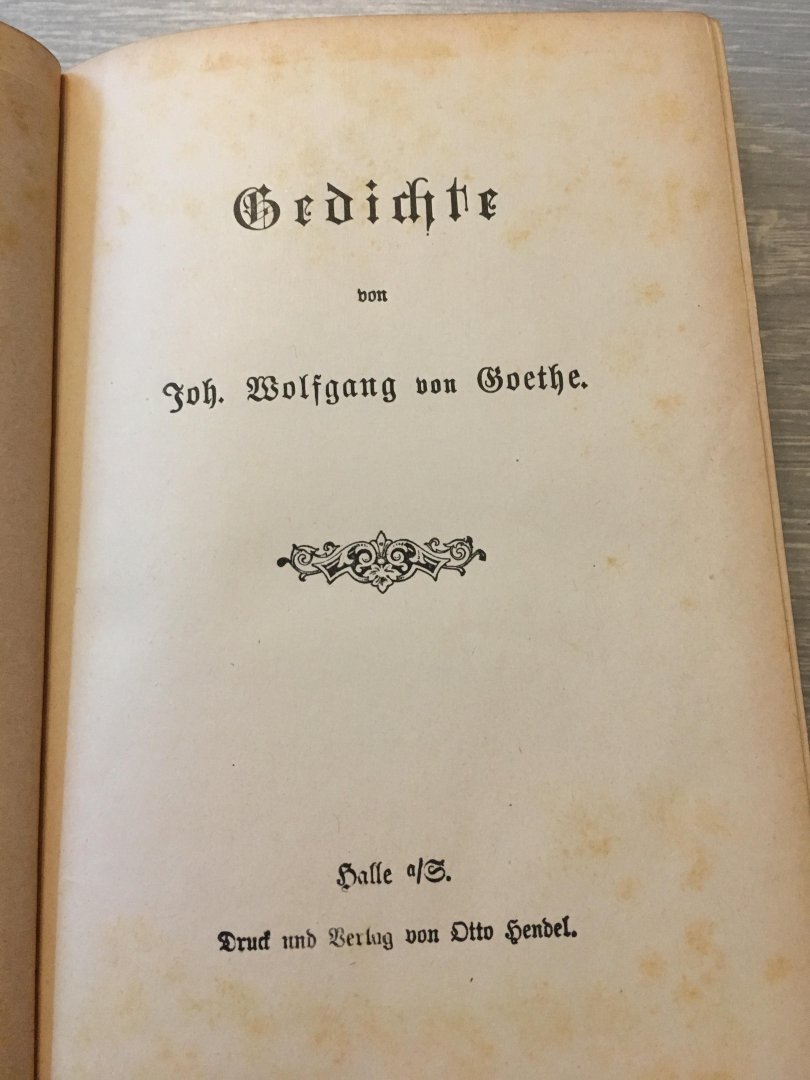 Gedichte
von
Joh. Wolfgang von Goethe.
Halle a/S.
Druck und Verlag von Otto Hendel.